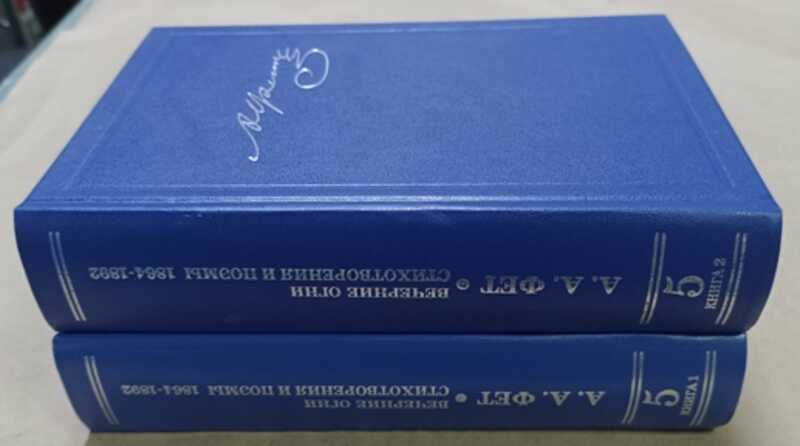 5
КНИГА 2
А. А. ФЕТ • ВЕЧЕРНИЕ ОГНИ
СТИХОТВОРЕНИЯ И ПОЭМЫ 1864-1892
5
КНИГА 1
А. А. ФЕТ • ВЕЧЕРНИЕ ОГНИ
СТИХОТВОРЕНИЯ И ПОЭМЫ 1864-1892